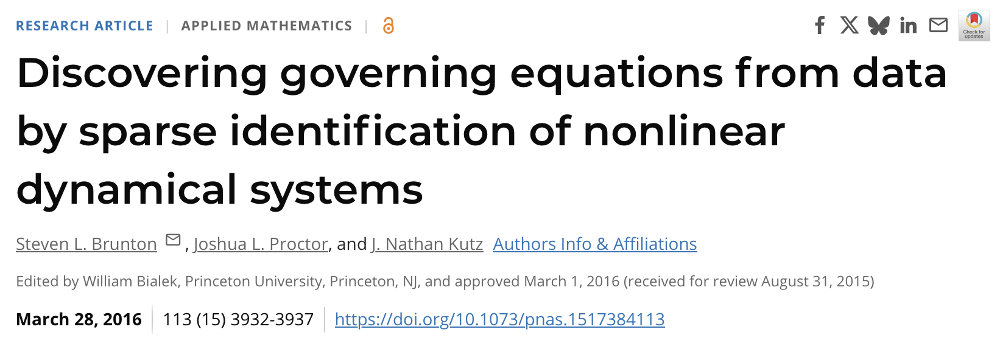 RESEARCH ARTICLE | APPLIED MATHEMATICS |
Check for
updates
Discovering governing equations from data
by sparse identification of nonlinear
dynamical systems
Steven L. Brunton , Joshua L. Proctor, and J. Nathan Kutz Authors Info & Affiliations
Edited by William Bialek, Princeton University, Princeton, NJ, and approved March 1, 2016 (received for review August 31, 2015)
March 28, 2016 | 113 (15) 3932-3937 | https://doi.org/10.1073/pnas.1517384113